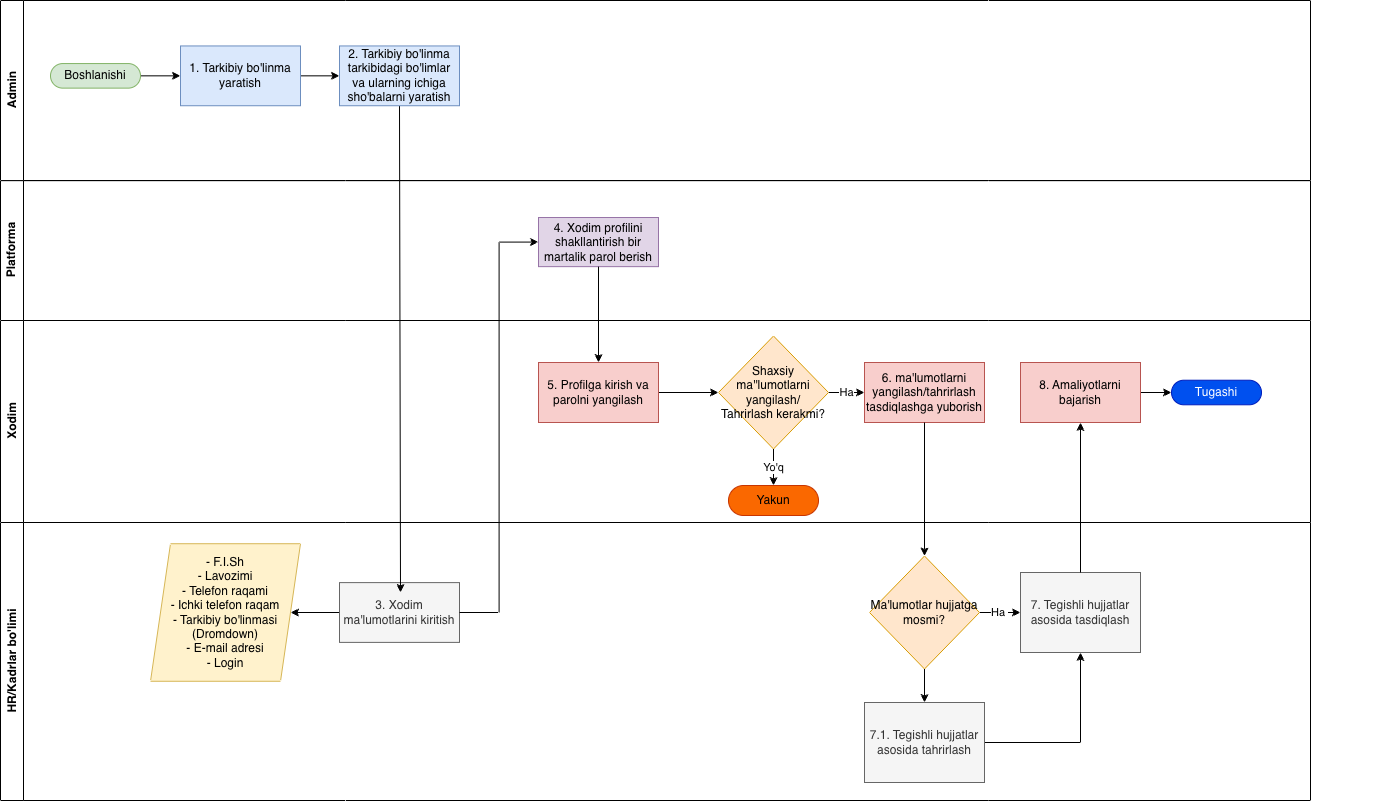 Admin
Boshlanishi
1. Tarkibiy bo'linma
yaratish
2. Tarkibiy bo'linma
tarkibidagi bo'limlar
va ularning ichiga
sho'balarni yaratish
Platforma
4. Xodim profilini
shakllantirish bir
martalik parol berish
Xodim
5. Profilga kirish va
parolni yangilash
Shaxsiy
ma"lumotlarni
yangilash/
Tahrirlash kerakmi?
Ha
6. ma'lumotlarni
yangilash/tahrirlash
tasdiqlashga yuborish
8. Amaliyotlarni
bajarish
Tugashi
Yo'q
Yakun
HR/Kadrlar bo'limi
- F.I.Sh
- Lavozimi
- Telefon raqami
- Ichki telefon raqam
- Tarkibiy bo'linmasi
(Dromdown)
- E-mail adresi
- Login
3. Xodim
ma'lumotlarini kiritish
Ma'lumotlar hujjatga
mosmi?
Ha
7. Tegishli hujjatlar
asosida tasdiqlash
7.1. Tegishli hujjatlar
asosida tahrirlash